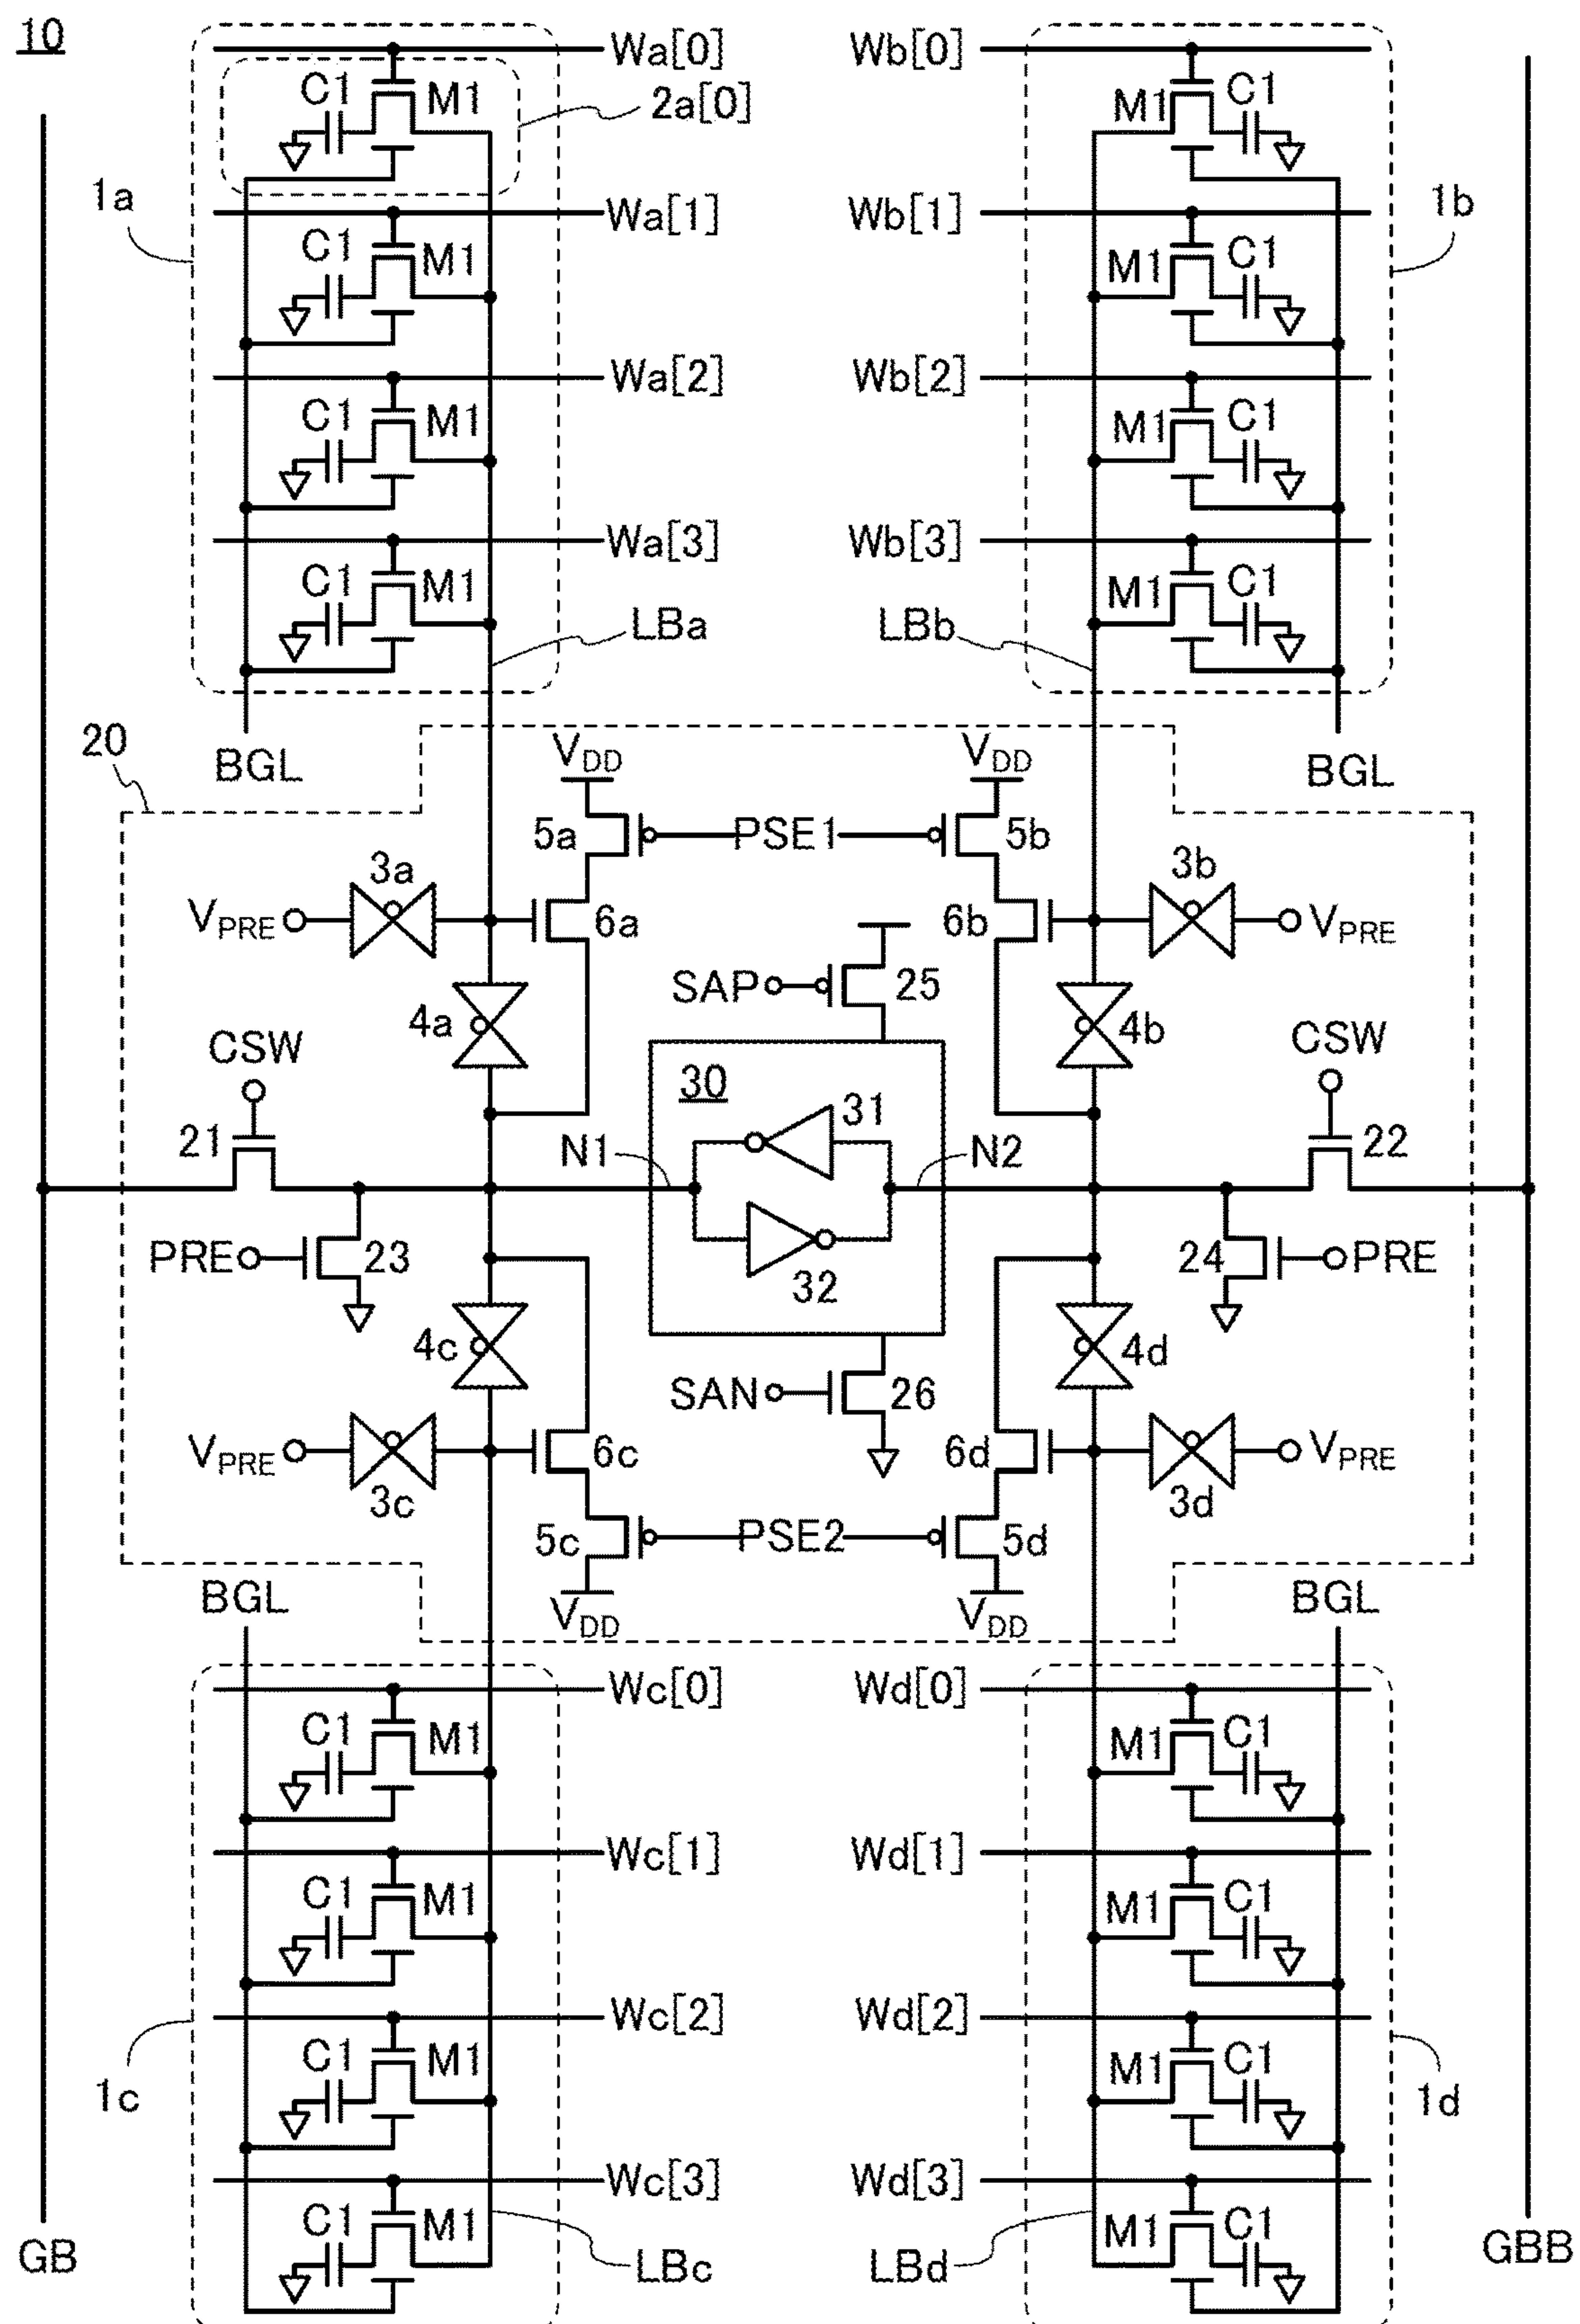 10
Wa[0] Wb[0]
C1 M1 2a[0] M1 C1
1a Wa[1] Wb[1] 1b
C1 M1 M1 C1
Wa[2] Wb[2]
C1 M1 M1 C1
Wa[3] Wb[3]
C1 M1 M1 C1
LBa LBb
20 BGL VDD VDD BGL
5a PSE1 5b
3a 3b
VPRE 6a 6b VPRE
SAP 25
4a 4b
CSW CSW
30
31
21 N1 N2 22
PRE 23 24 PRE
32
4c 4d
SAN 26
VPRE 6c 6d VPRE
3c 3d
5c PSE2 5d
BGL VDD VDD BGL
Wc[0] Wd[0]
C1 M1 M1 C1
Wc[1] Wd[1]
C1 M1 M1 C1
Wc[2] Wd[2]
C1 M1 M1 C1
1c 1d
Wc[3] Wd[3]
C1 M1 M1 C1
GB LBc LBd GBB